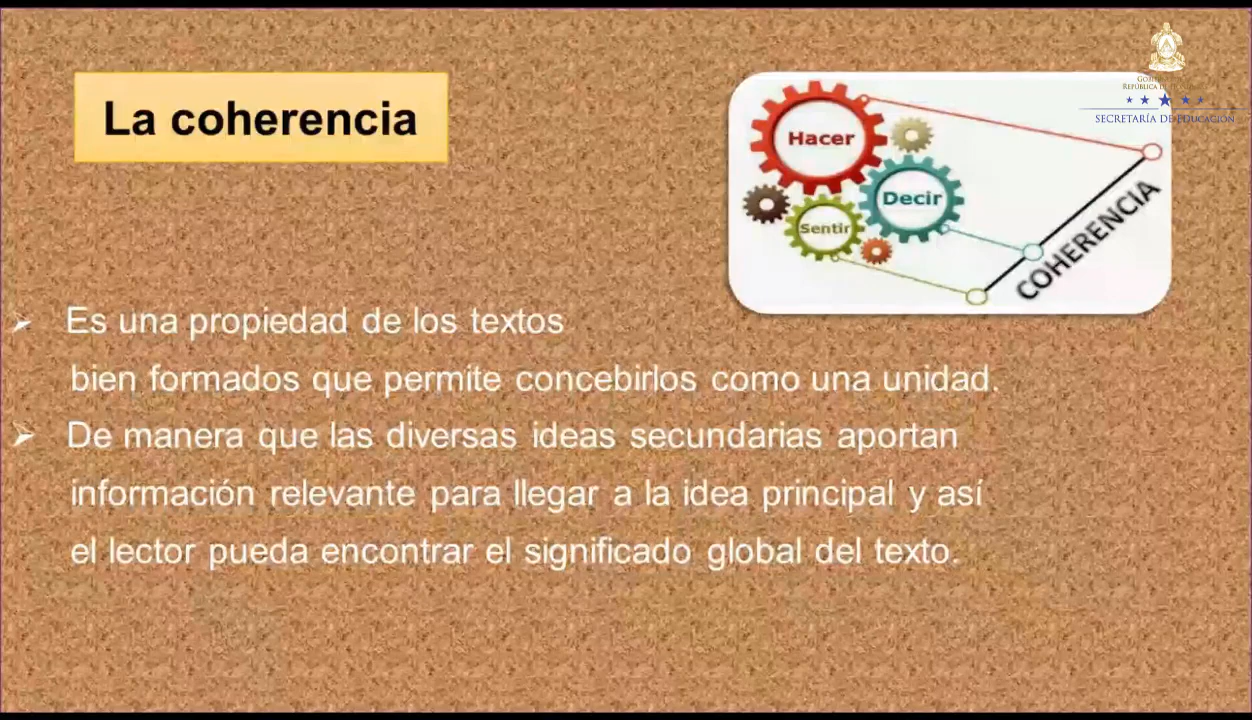 La coherencia
Hacer
Decir
Sentir
COHERENCIA
REPÚBLICA DE
SECRETARÍA DE EDUCACIÓN
Es una propiedad de los textos
bien formados que permite concebirlos como una unidad.
De manera que las diversas ideas secundarias aportan
información relevante para llegar a la idea principal y así
el lector pueda encontrar el significado global del texto.